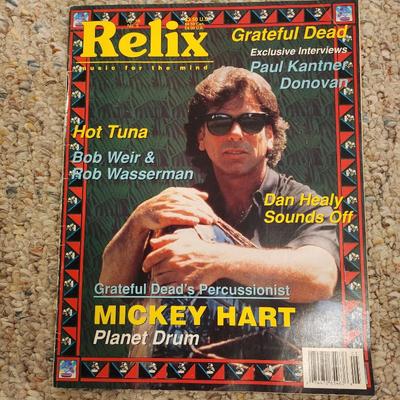 Relix
music for the mind
Grateful Dead
Exclusive Interviews
Paul Kantner
Donovan
Hot Tuna
Bob Weir &
Rob Wasserman
Dan Healy
Sounds Off
Grateful Dead's Percussionist
MICKEY HART
Planet Drum